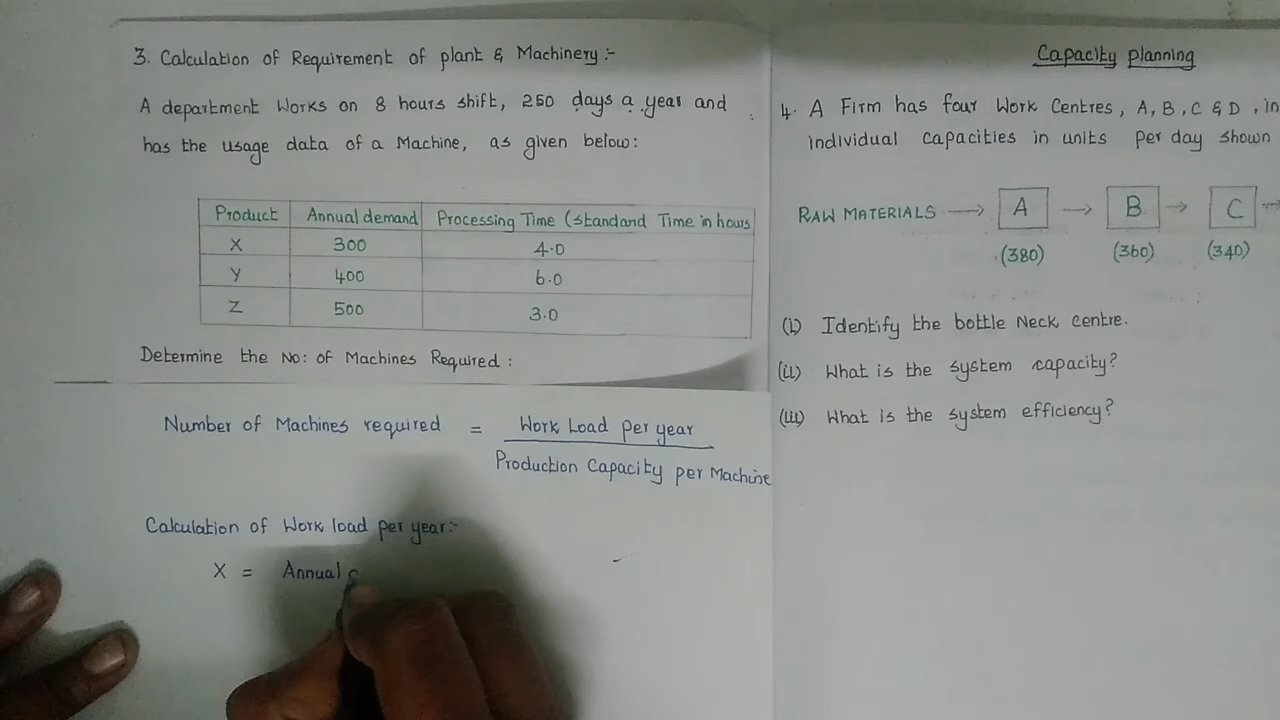 3. Calculation of Requirement of plant & Machinery :-
A department Works on 8 hours shift, 250 days a year and
has the usage data of a Machine, as given below:
Product Annual demand Processing Time (standard Time in hours
X 300 4.0
Y 400 6.0
Z 500 3.0
Determine the No: of Machines Required :
Number of Machines required = Work Load per year
Production Capacity per Machine
Calculation of Work load per year:-
X = Annual
Capacity planning
4. A Firm has four Work Centres, A, B, C & D, in
individual capacities in units per day shown
RAW MATERIALS → A → B → C →
(380) (360) (340)
(i) Identify the bottle Neck centre.
(ii) What is the system capacity?
(iii) What is the system efficiency?